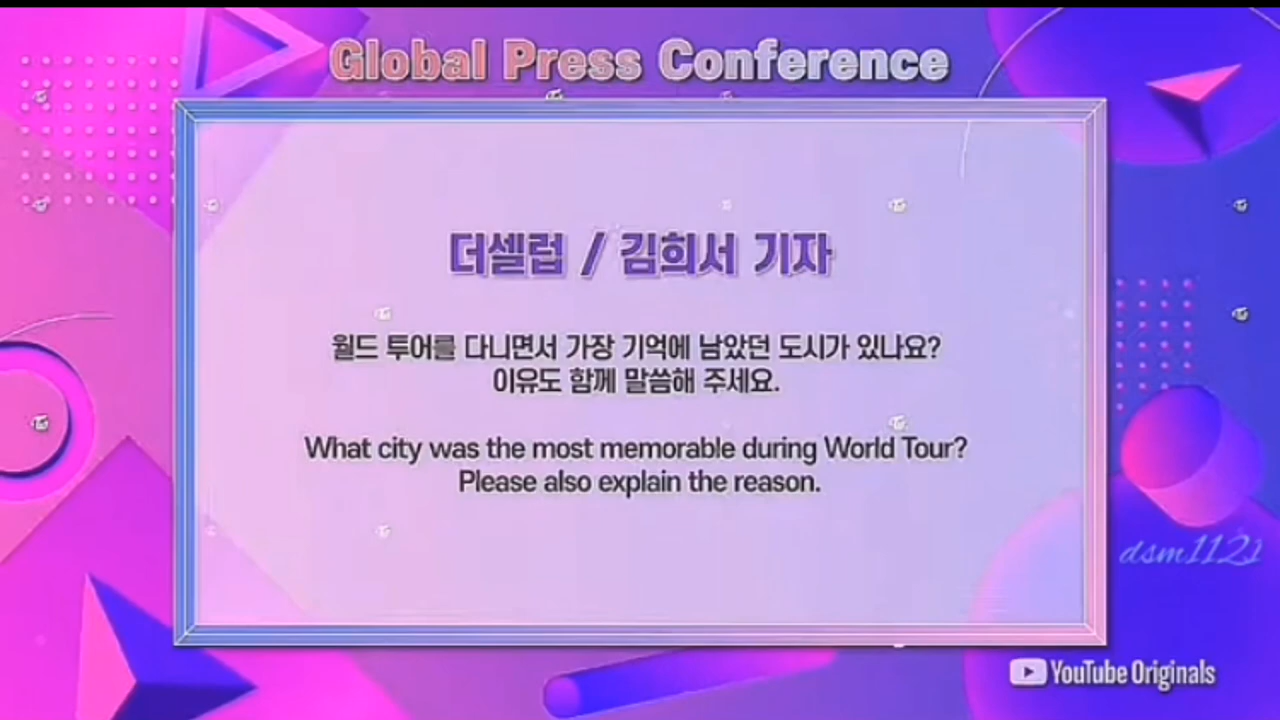 Global Press Conference
더셀럽 / 김희서 기자
월드 투어를 다니면서 가장 기억에 남았던 도시가 있나요?
이유도 함께 말씀해 주세요.
What city was the most memorable during World Tour?
Please also explain the reason.
dsm1121
YouTube Originals